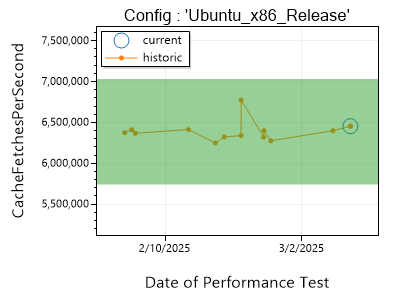 Config : 'Ubuntu_x86_Release'
current
historic
CacheFetchesPerSecond
7,500,000
7,000,000
6,500,000
6,000,000
5,500,000
2/10/2025
3/2/2025
Date of Performance Test